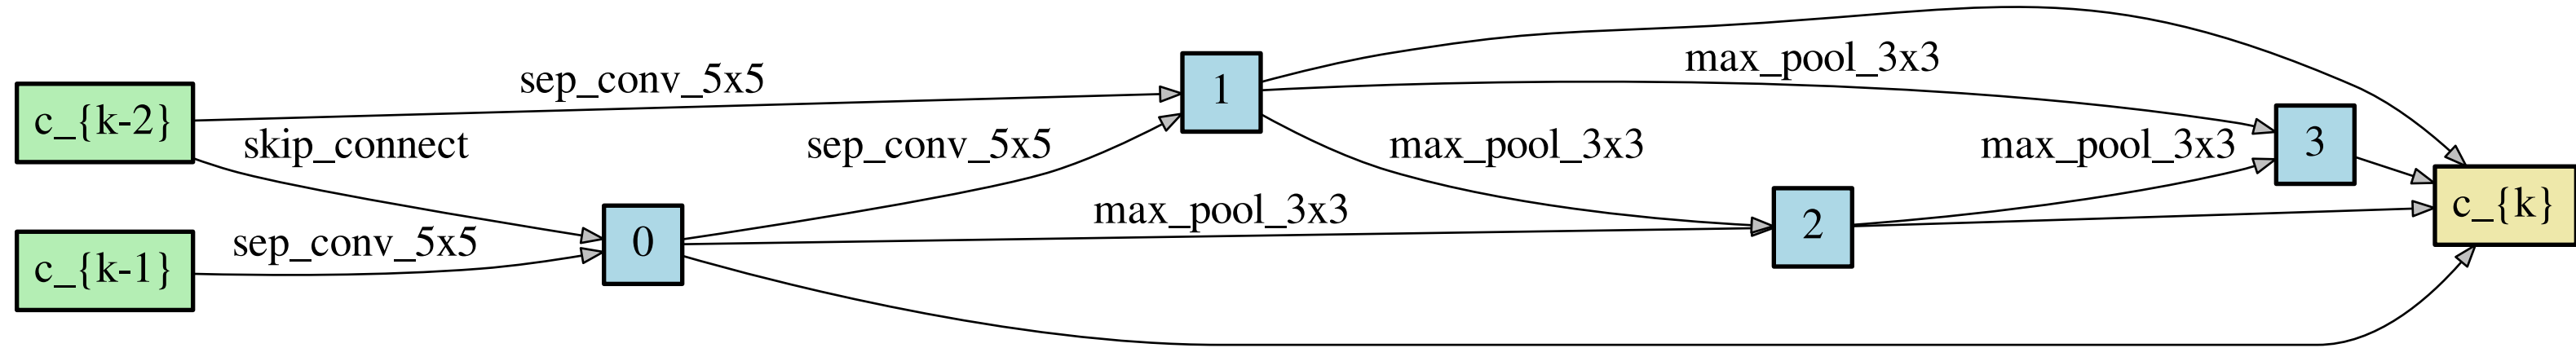 c_{k-2}
c_{k-1}
sep_conv_5x5
skip_connect
sep_conv_5x5
0
sep_conv_5x5
max_pool_3x3
1
max_pool_3x3
max_pool_3x3
2
max_pool_3x3
3
c_{k}